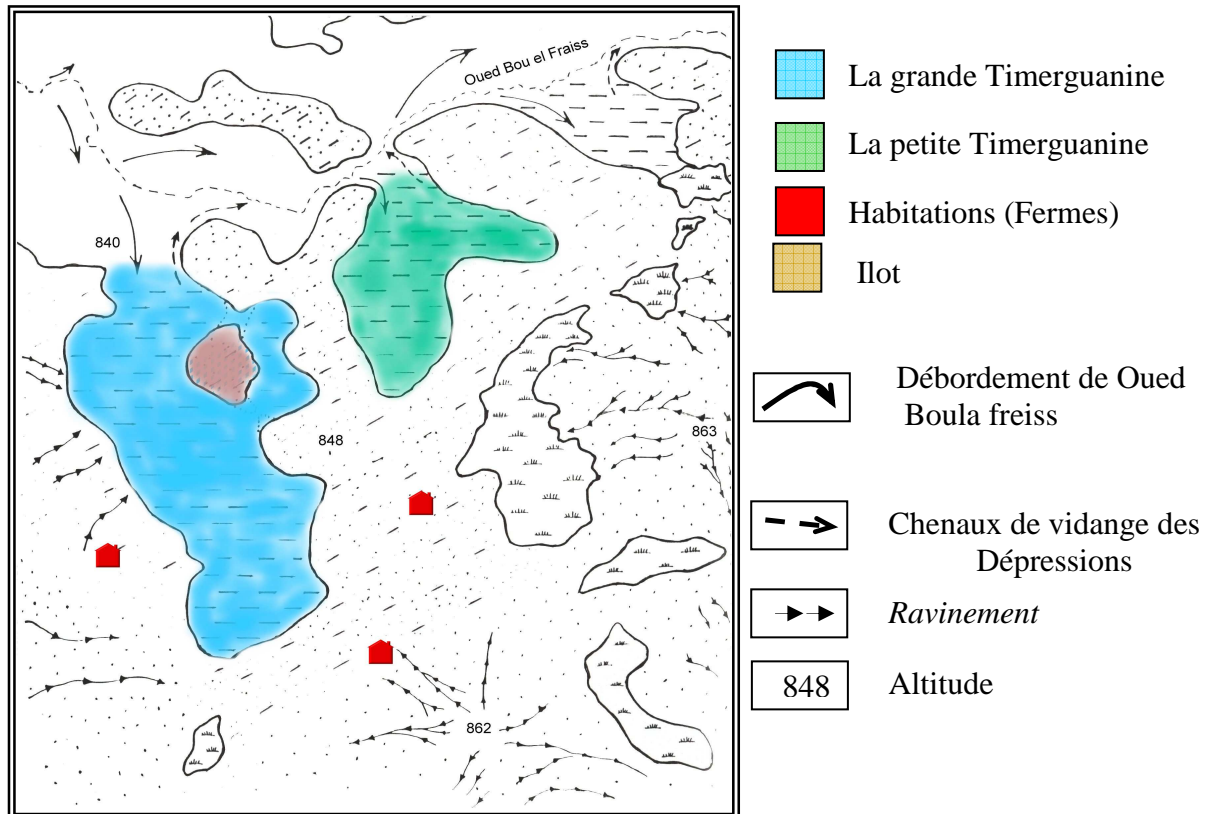 Oued Bou el Fraiss
840
848
863
862
La grande Timerguanine
La petite Timerguanine
Habitations (Fermes)
Ilot
Débordement de Oued
Boula freiss
Chenaux de vidange des
Dépressions
Ravinement
848
Altitude